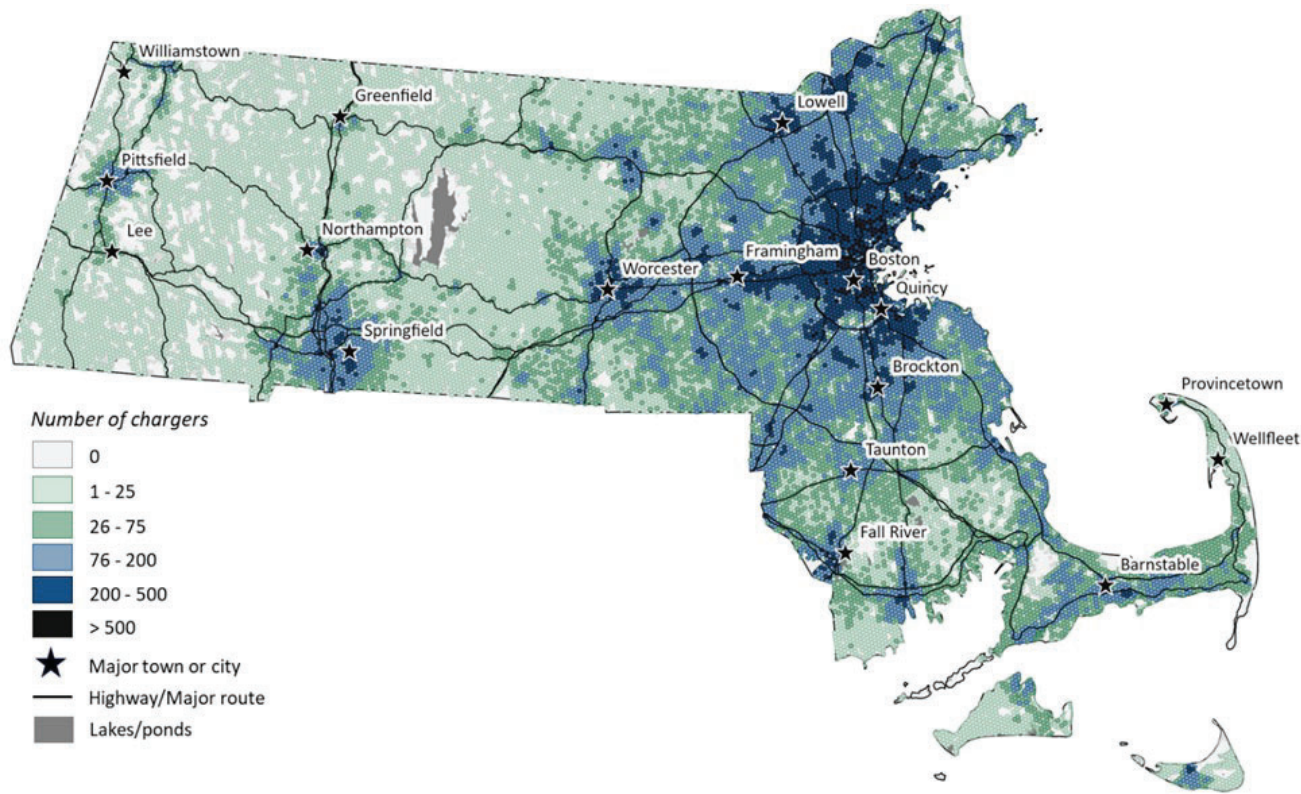 Williamstown
Greenfield
Lowell
Pittsfield
Lee
Northampton
Worcester
Framingham
Boston
Quincy
Springfield
Brockton
Provincetown
Wellfleet
Taunton
Fall River
Barnstable
Number of chargers
0
1 - 25
26 - 75
76 - 200
200 - 500
> 500
Major town or city
Highway/Major route
Lakes/ponds